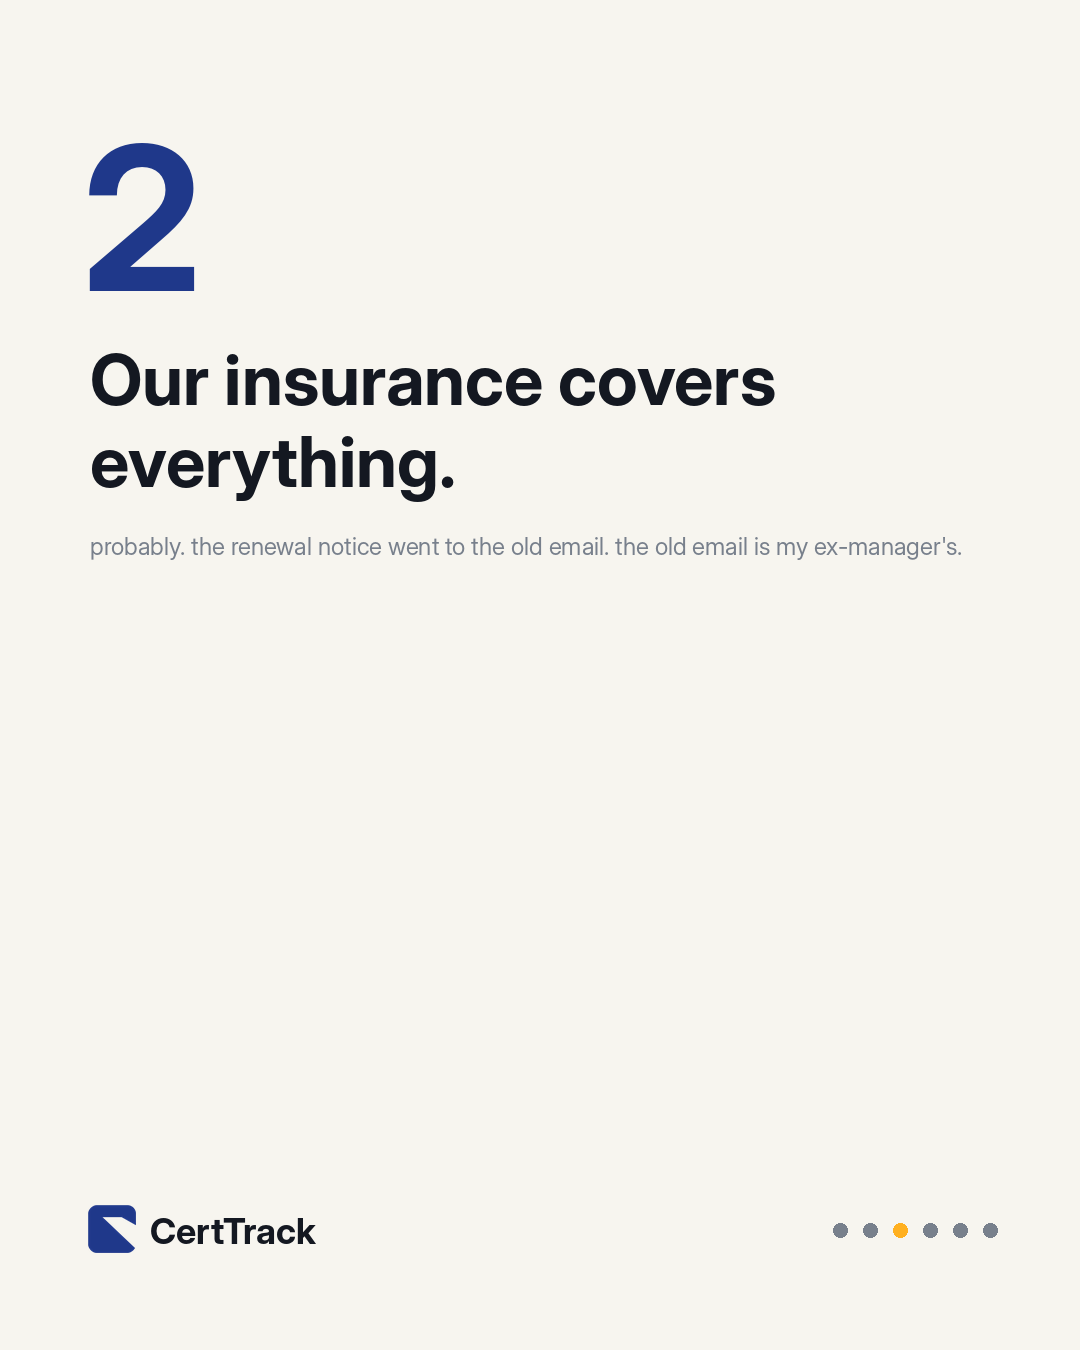 2
Our insurance covers
everything.
probably. the renewal notice went to the old email. the old email is my ex-manager's.
CertTrack